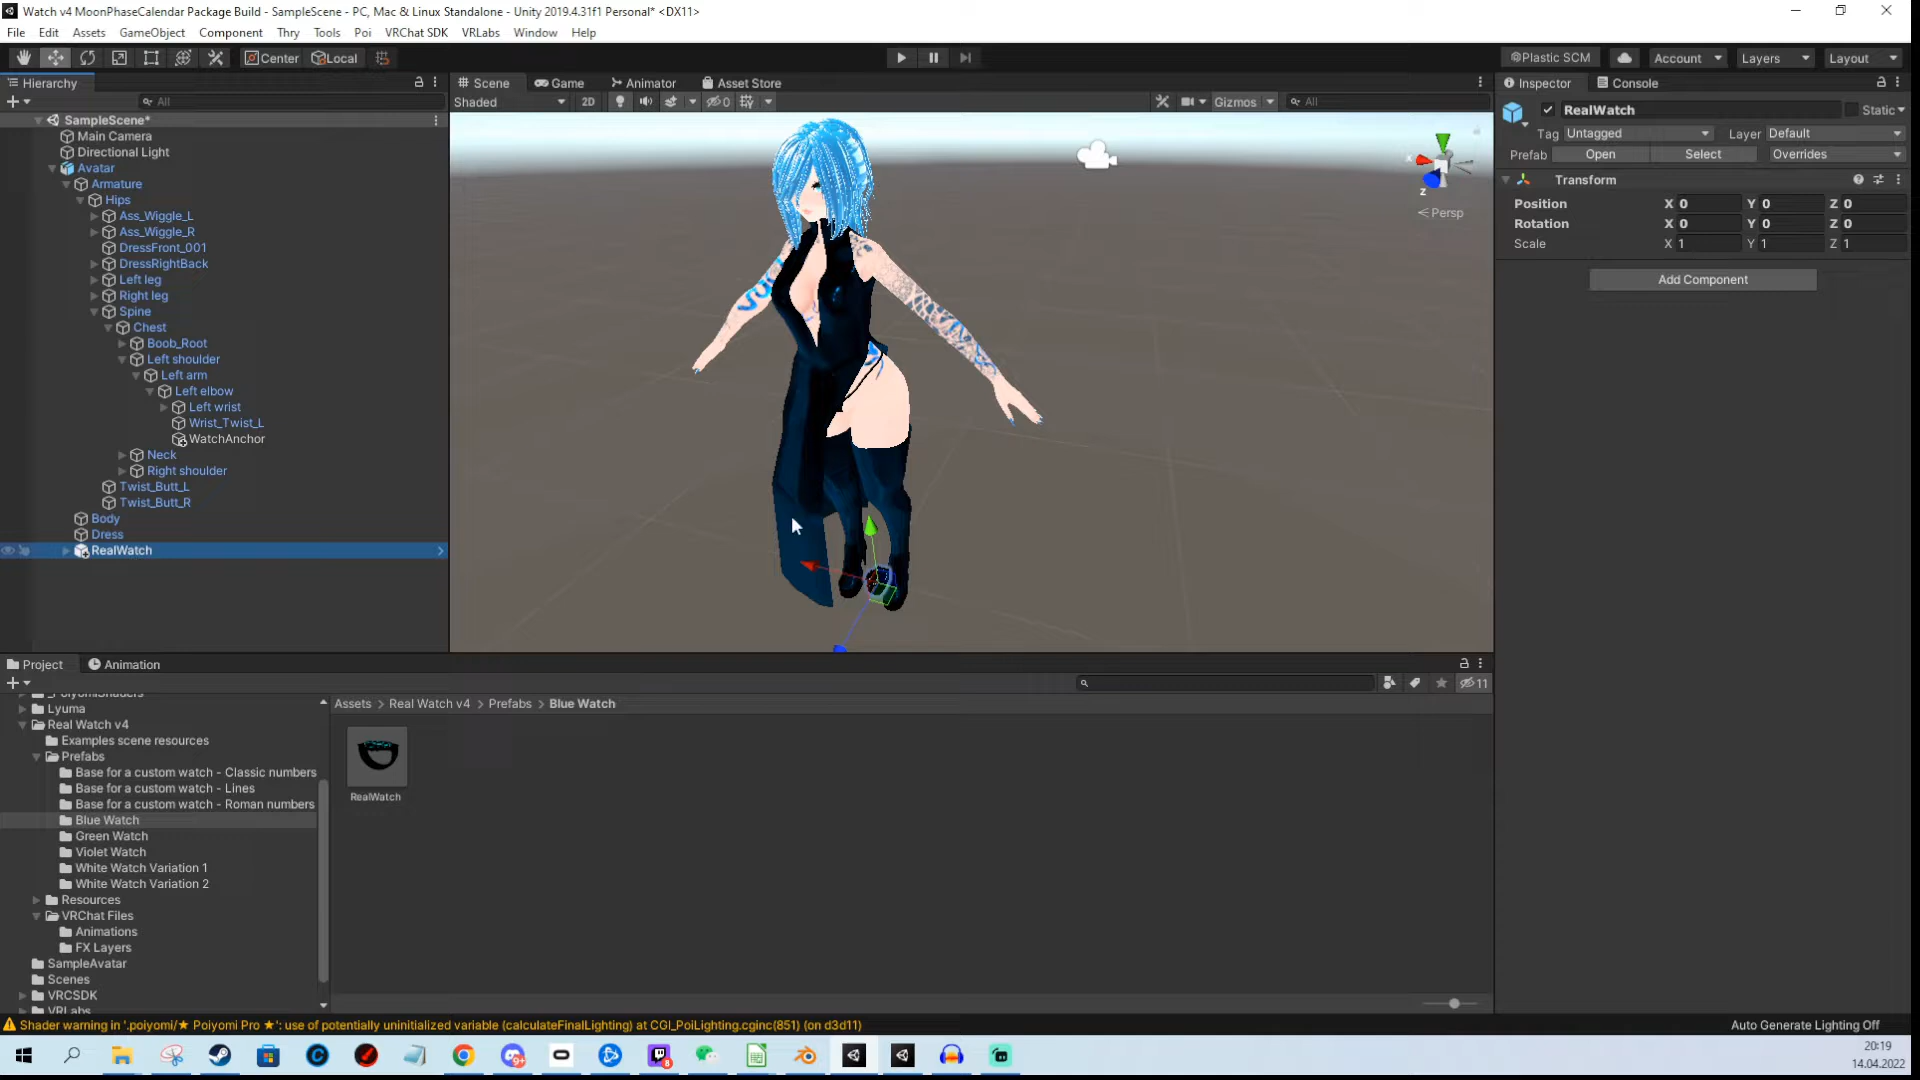 Watch v4 MoonPhaseCalendar Package Build - SampleScene - PC, Mac & Linux Standalone - Unity 2019.4.31f1 Personal* <DX11>
File Edit Assets GameObject Component Thry Tools Poi VRChat SDK VRLabs Window Help
Center Local Plastic SCM Account Layers Layout
Hierarchy
All
SampleScene*
Main Camera
Directional Light
Avatar
Armature
Hips
Ass_Wiggle_L
Ass_Wiggle_R
DressFront_001
DressRightBack
Left leg
Right leg
Spine
Chest
Boob_Root
Left shoulder
Left arm
Left elbow
Left wrist
Wrist_Twist_L
WatchAnchor
Neck
Right shoulder
Twist_Butt_L
Twist_Butt_R
Body
Dress
RealWatch
Scene Game Animator Asset Store
Shaded 2D 0 Gizmos All
X
Z
Persp
Inspector Console
RealWatch Static
Tag Untagged Layer Default
Prefab Open Select Overrides
Transform
Position X 0 Y 0 Z 0
Rotation X 0 Y 0 Z 0
Scale X 1 Y 1 Z 1
Add Component
Project Animation
11
_PoiyomiShaders
Lyuma
Real Watch v4
Examples scene resources
Prefabs
Base for a custom watch - Classic numbers
Base for a custom watch - Lines
Base for a custom watch - Roman numbers
Blue Watch
Green Watch
Violet Watch
White Watch Variation 1
White Watch Variation 2
Resources
VRChat Files
Animations
FX Layers
SampleAvatar
Scenes
VRCSDK
VRLabs
Assets > Real Watch v4 > Prefabs > Blue Watch
RealWatch
Shader warning in '.poiyomi/★ Poiyomi Pro ★': use of potentially uninitialized variable (calculateFinalLighting) at CGI_PoiLighting.cginc(851) (on d3d11)
Auto Generate Lighting Off
20:19
14.04.2022